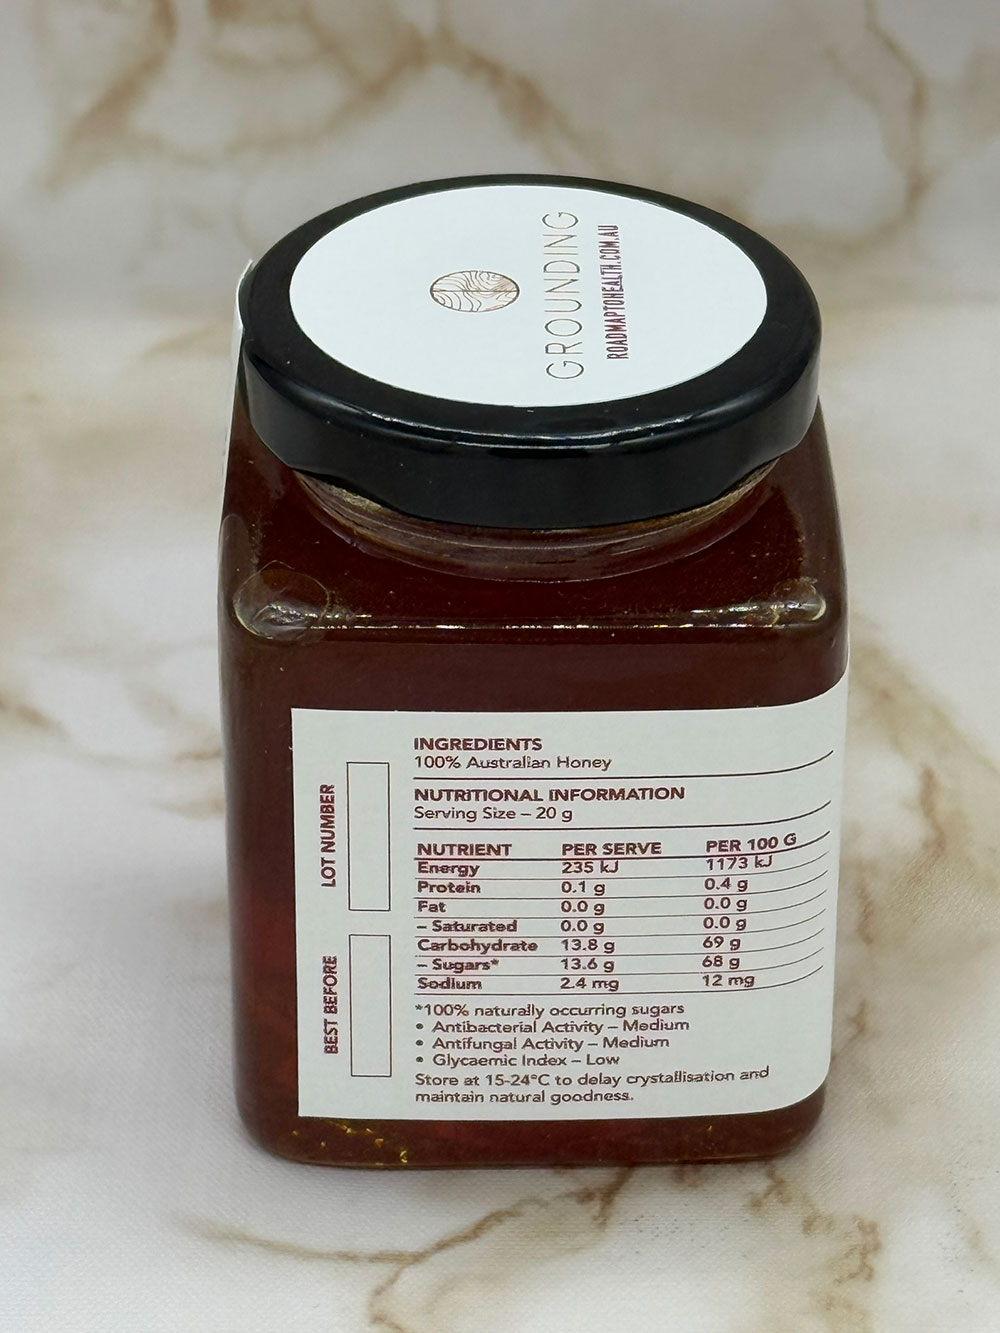 GROUNDING
ROADMAPTOHEALTH.COM.AU
INGREDIENTS
100% Australian Honey
NUTRITIONAL INFORMATION
Serving Size – 20 g
NUTRIENT PER SERVE PER 100 G
Energy 235 kJ 1173 kJ
Protein 0.1 g 0.4 g
Fat 0.0 g 0.0 g
– Saturated 0.0 g 0.0 g
Carbohydrate 13.8 g 69 g
– Sugars* 13.6 g 68 g
Sodium 2.4 mg 12 mg
*100% naturally occurring sugars
• Antibacterial Activity – Medium
• Antifungal Activity – Medium
• Glycaemic Index – Low
Store at 15-24°C to delay crystallisation and
maintain natural goodness.
LOT NUMBER
BEST BEFORE